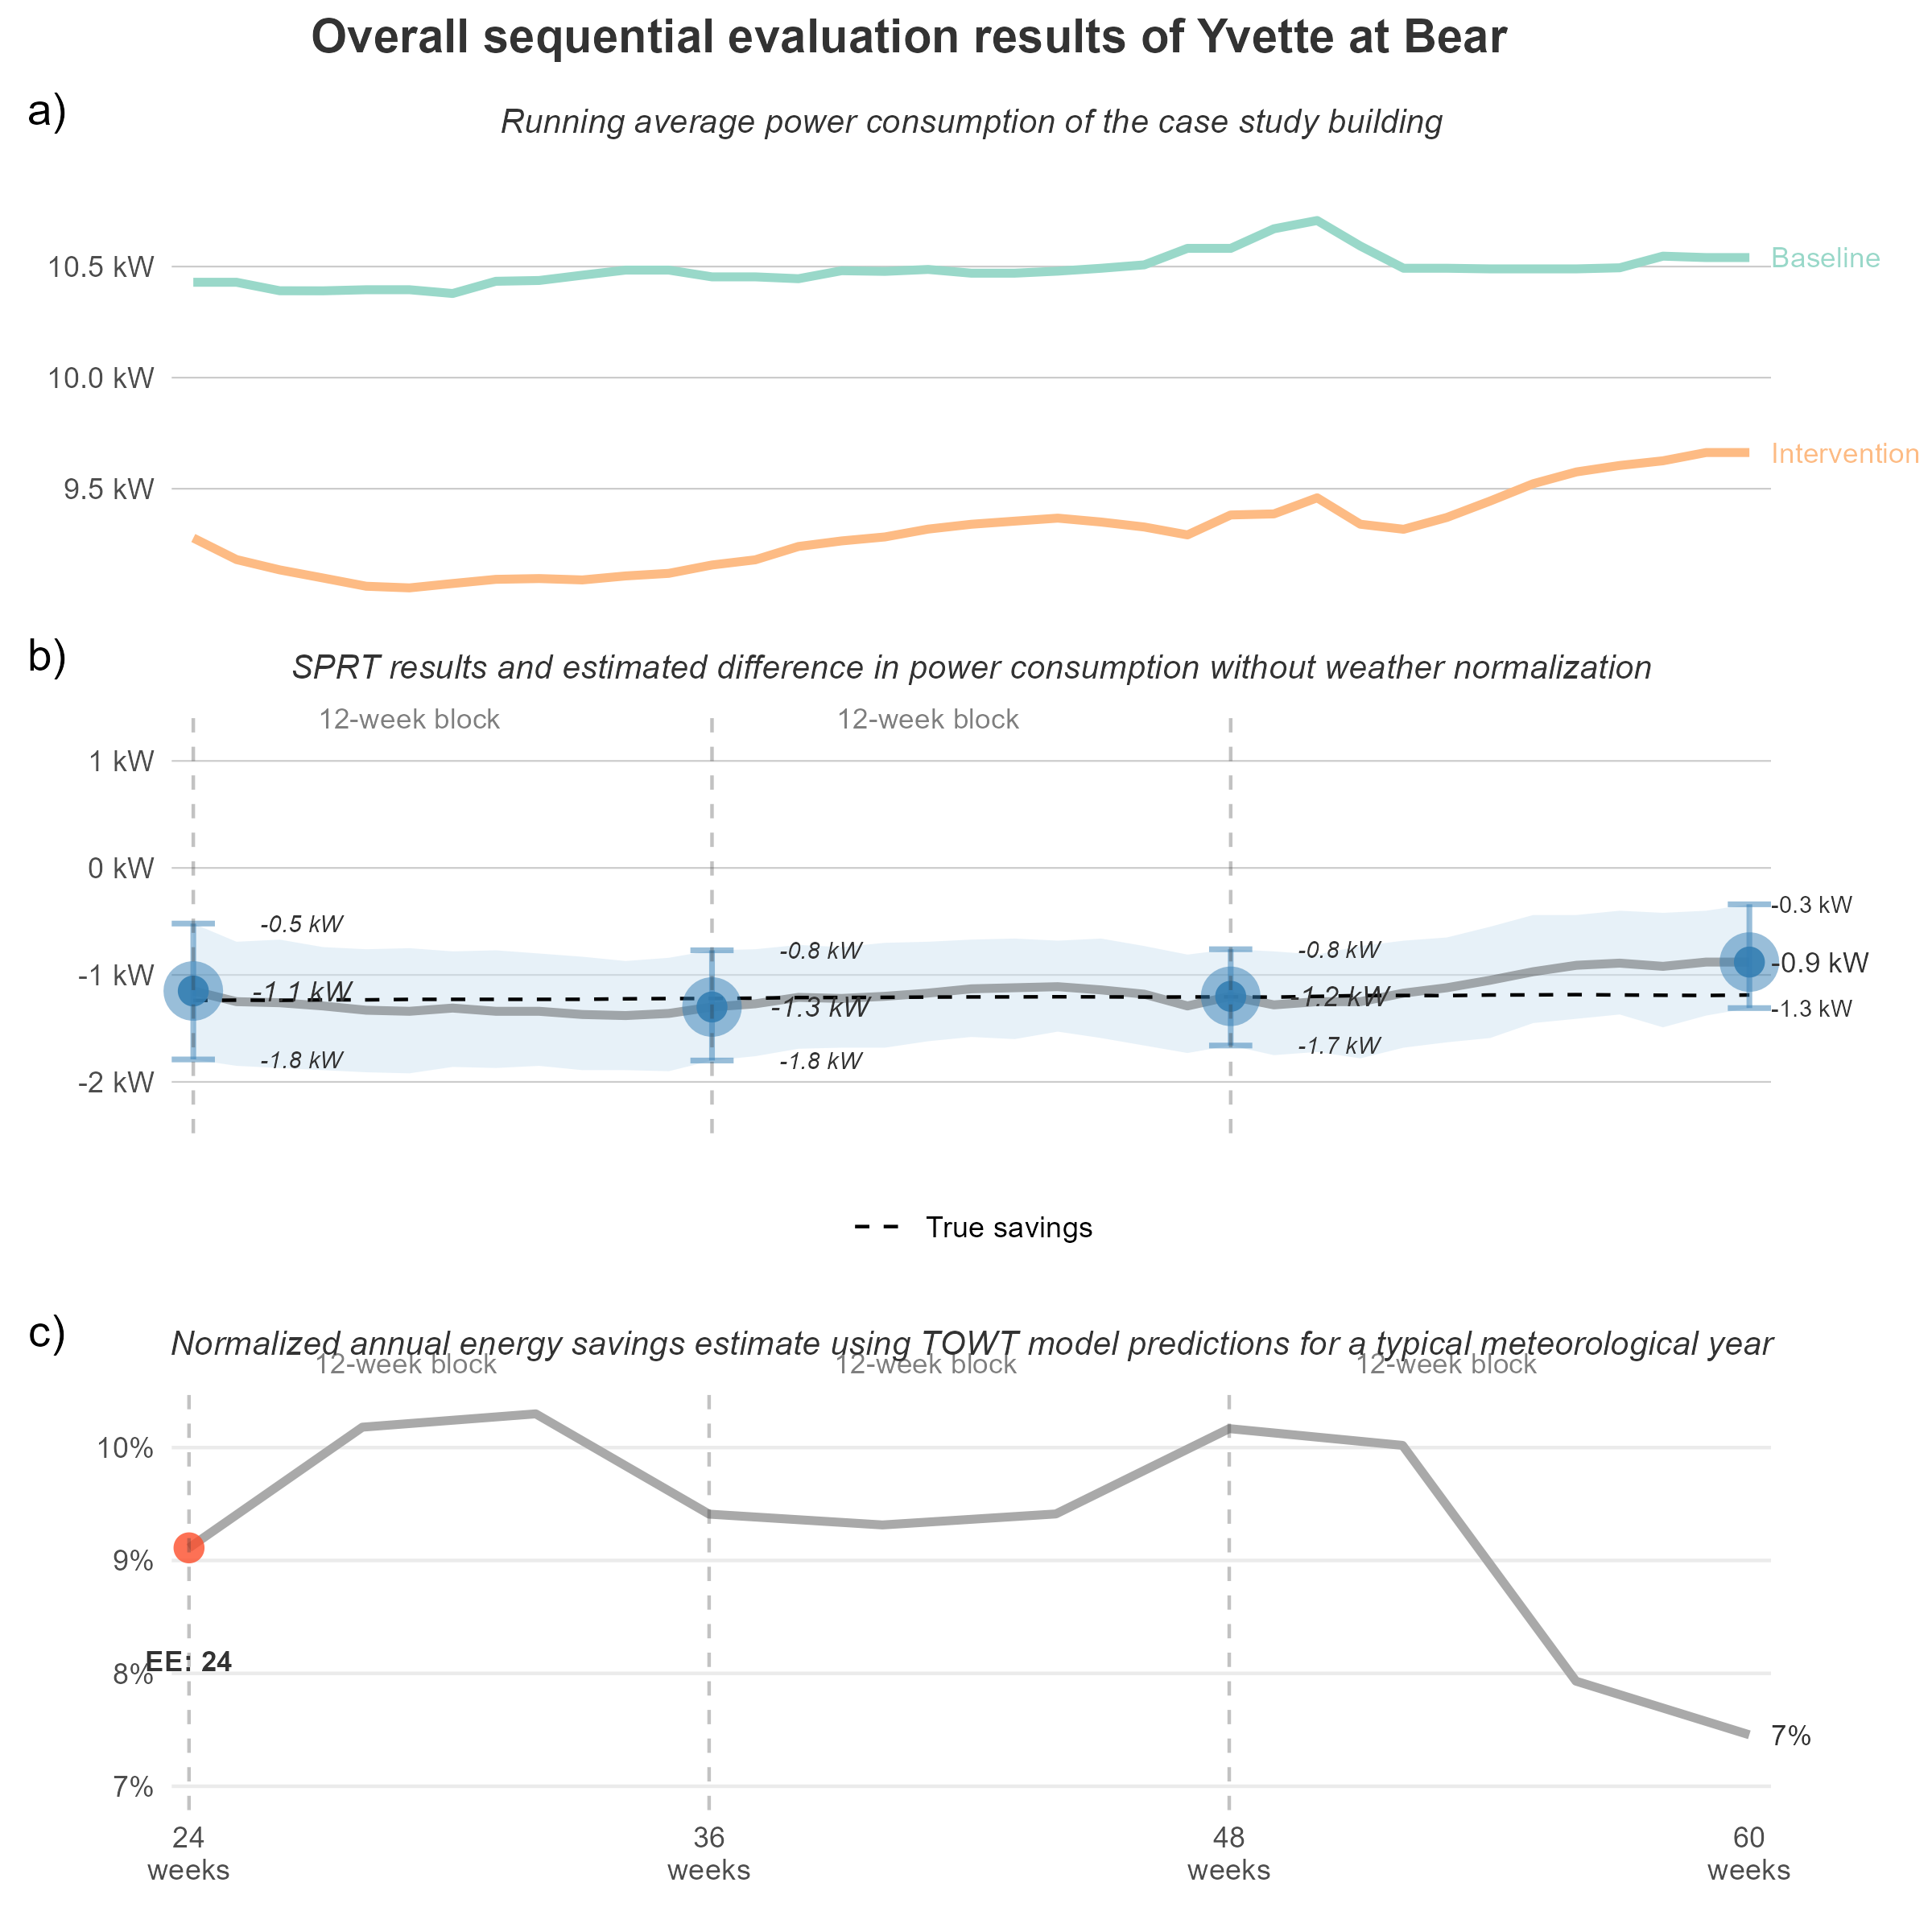 Overall sequential evaluation results of Yvette at Bear
a)
Running average power consumption of the case study building
10.5 kW
Baseline
10.0 kW
Intervention
9.5 kW
b)
SPRT results and estimated difference in power consumption without weather normalization
12-week block
12-week block
1 kW
0 kW
-0.5 kW
-0.8 kW
-0.8 kW
-0.3 kW
-1 kW
-1.1 kW
-1.3 kW
-1.2 kW
-0.9 kW
-1.8 kW
-1.8 kW
-1.7 kW
-1.3 kW
-2 kW
True savings
c)
Normalized annual energy savings estimate using TOWT model predictions for a typical meteorological year
12-week block
12-week block
12-week block
10%
9%
EE: 24
8%
7%
7%
24
weeks
36
weeks
48
weeks
60
weeks